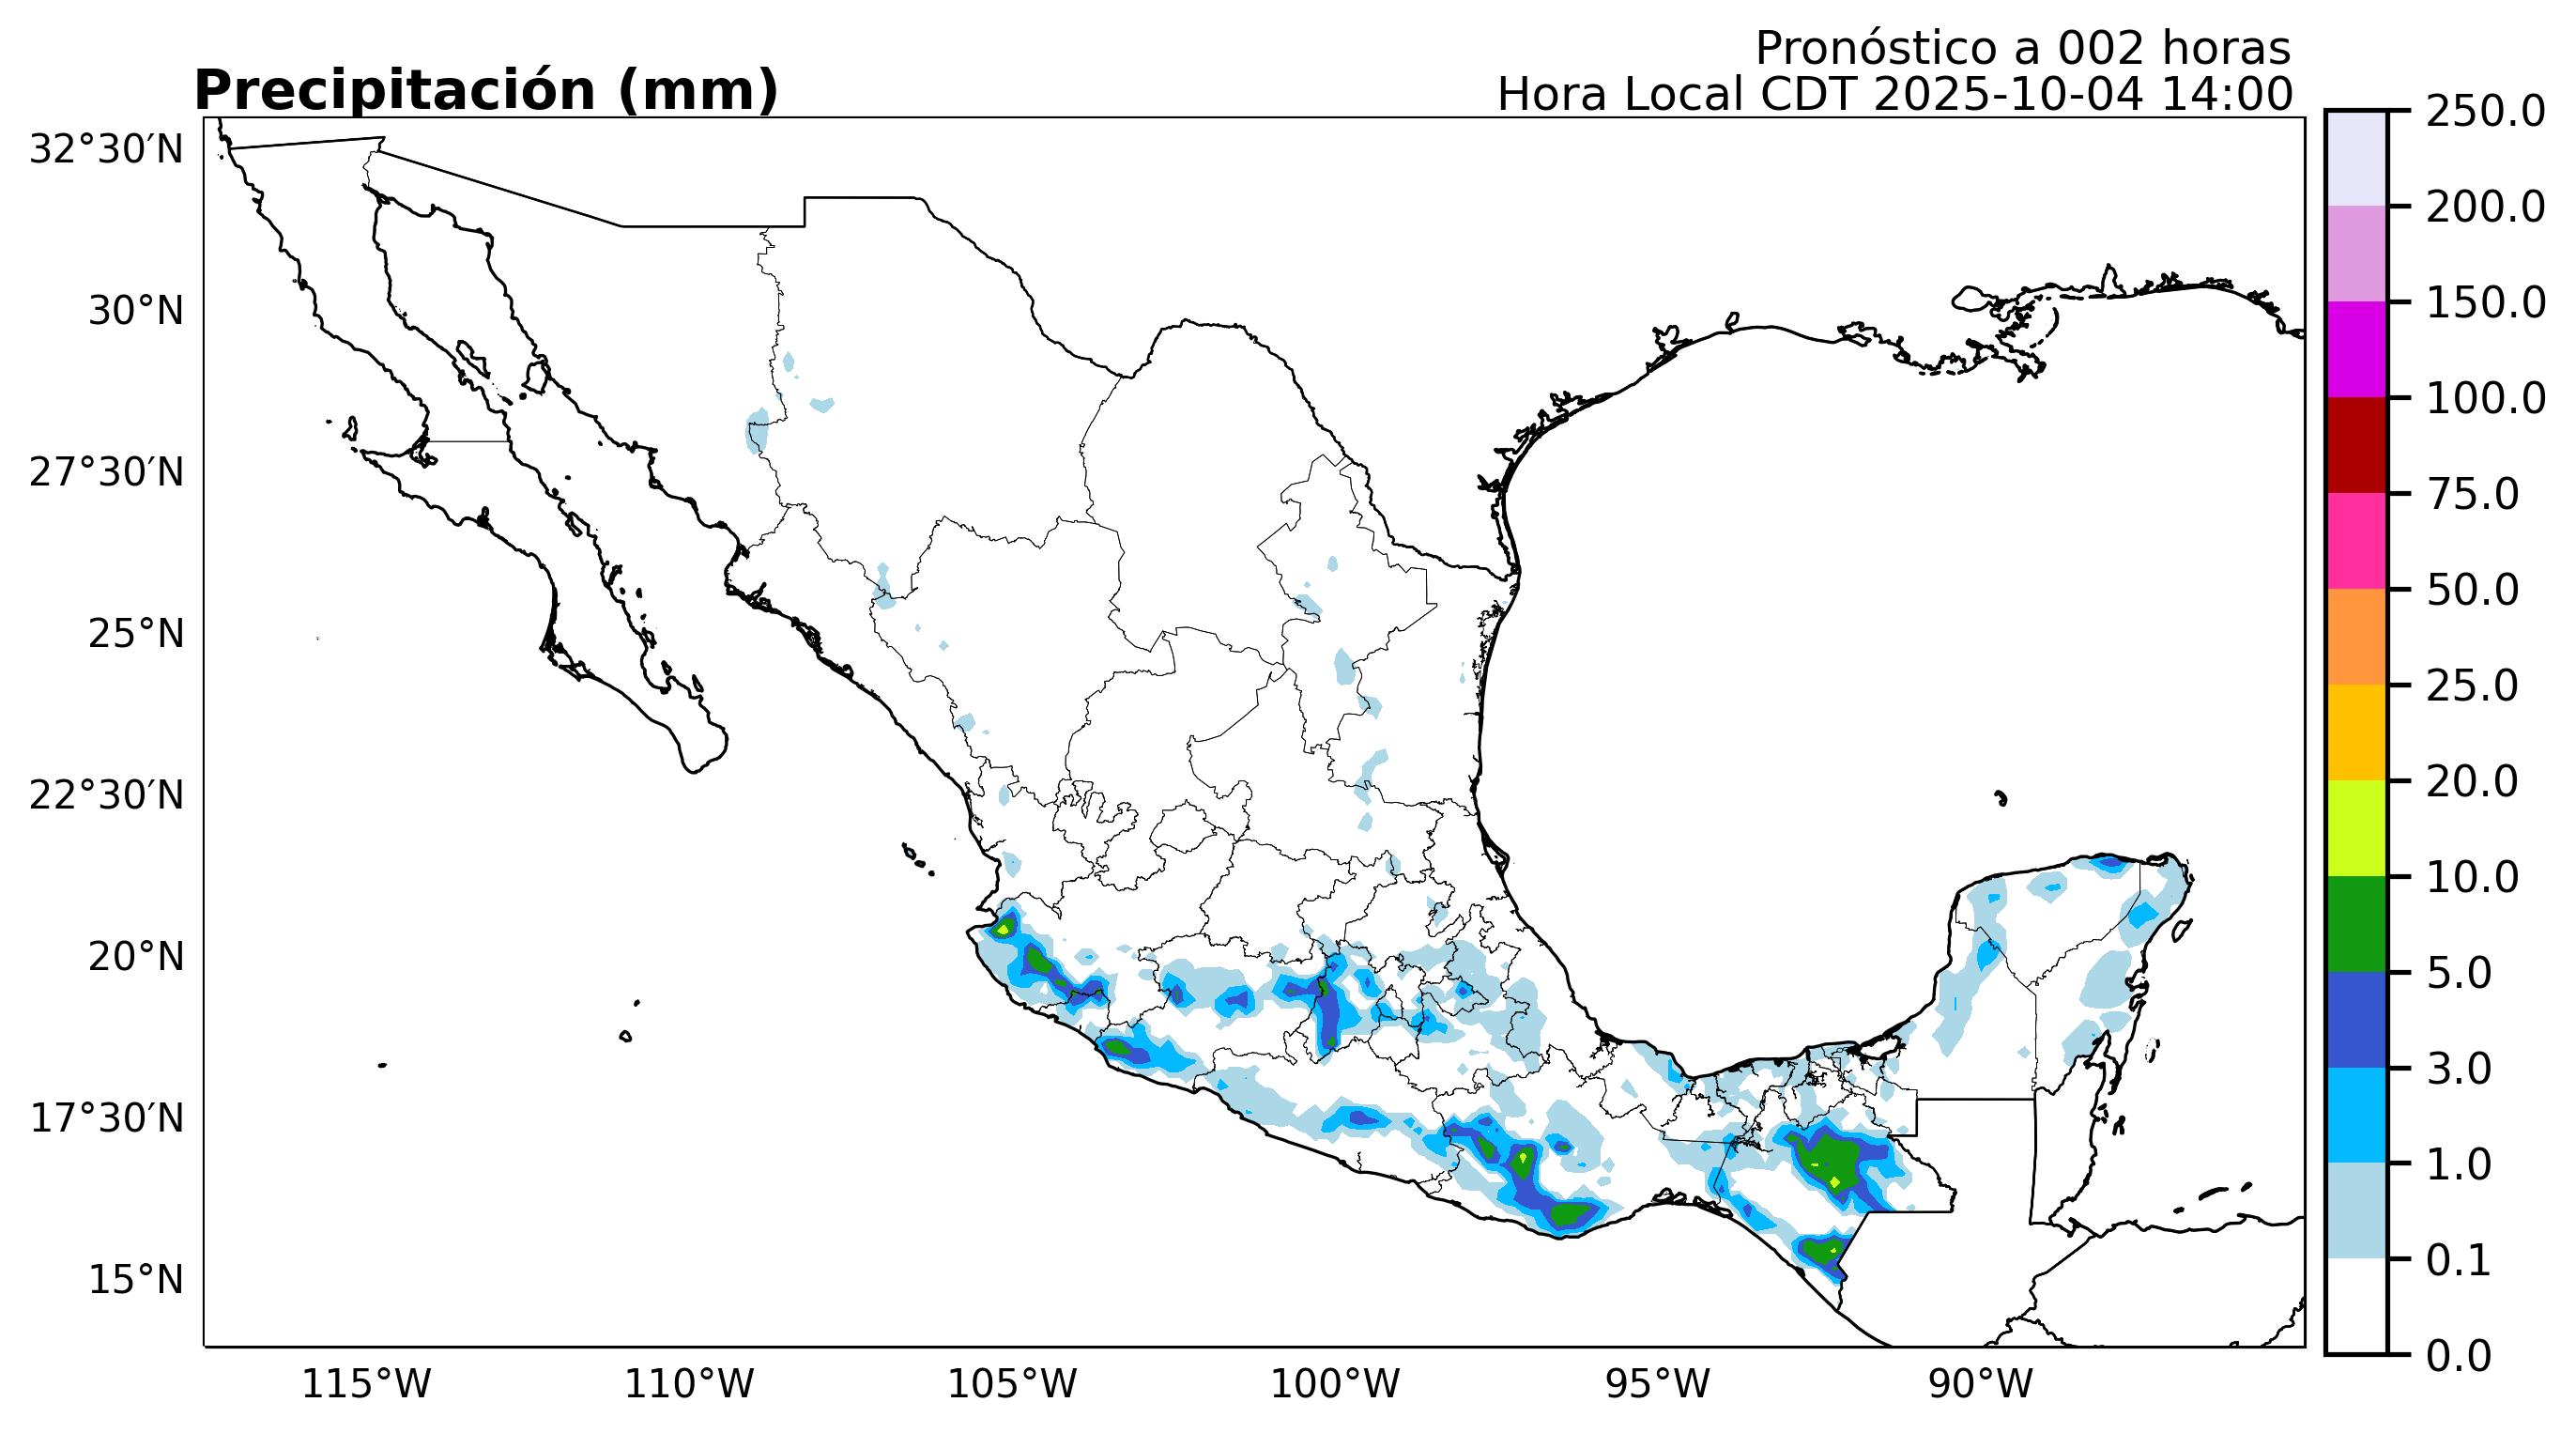 Pronóstico a 002 horas
Precipitación (mm)
Hora Local CDT 2025-10-04 14:00
32°30′N
30°N
27°30′N
25°N
22°30′N
20°N
17°30′N
15°N
115°W
110°W
105°W
100°W
95°W
90°W
250.0
200.0
150.0
100.0
75.0
50.0
25.0
20.0
10.0
5.0
3.0
1.0
0.1
0.0